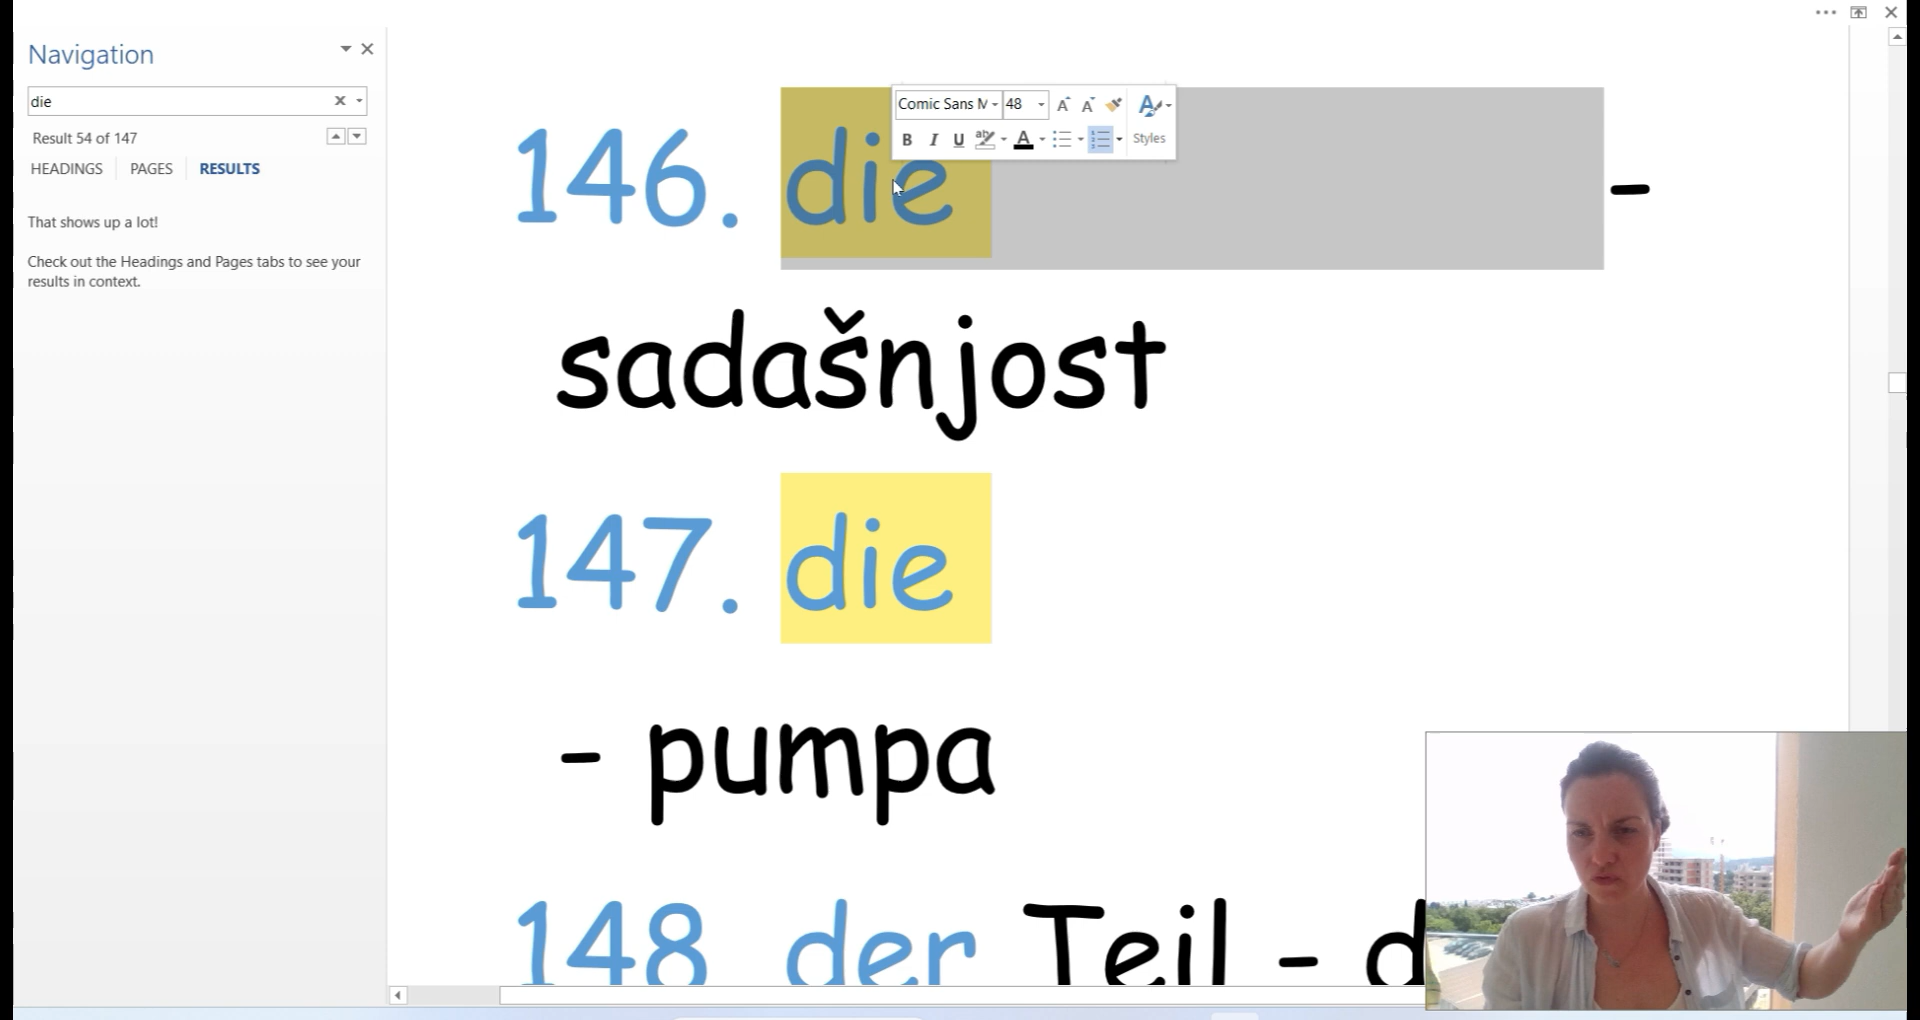 Navigation
die
Result 54 of 147
HEADINGS PAGES RESULTS
That shows up a lot!
Check out the Headings and Pages tabs to see your
results in context.
Comic Sans M 48
B I U Styles
146. die -
sadašnjost
147. die
- pumpa
148 der Teil - d